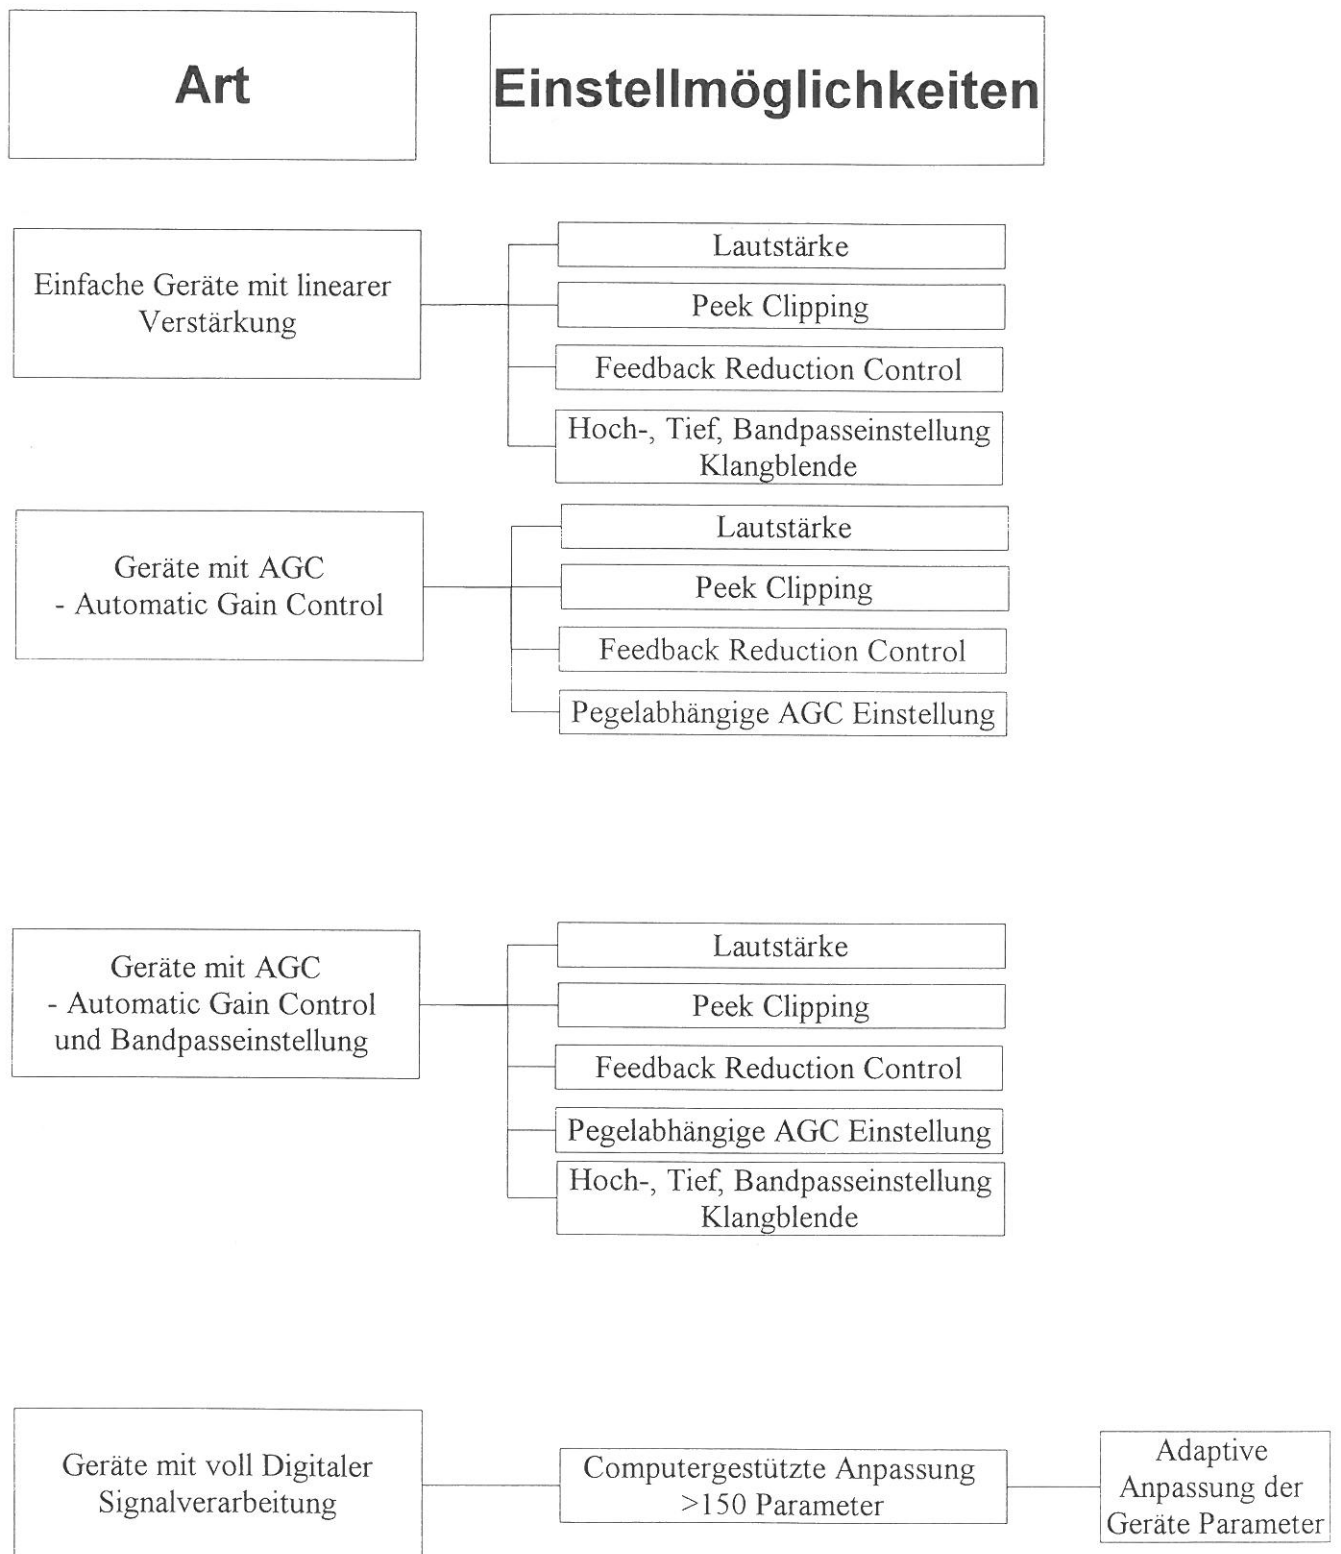 Art
Einstellmöglichkeiten
Einfache Geräte mit linearer
Verstärkung
Lautstärke
Peek Clipping
Feedback Reduction Control
Hoch-, Tief, Bandpasseinstellung
Klangblende
Geräte mit AGC
- Automatic Gain Control
Lautstärke
Peek Clipping
Feedback Reduction Control
Pegelabhängige AGC Einstellung
Geräte mit AGC
- Automatic Gain Control
und Bandpasseinstellung
Lautstärke
Peek Clipping
Feedback Reduction Control
Pegelabhängige AGC Einstellung
Hoch-, Tief, Bandpasseinstellung
Klangblende
Geräte mit voll Digitaler
Signalverarbeitung
Computergestützte Anpassung
>150 Parameter
Adaptive
Anpassung der
Geräte Parameter